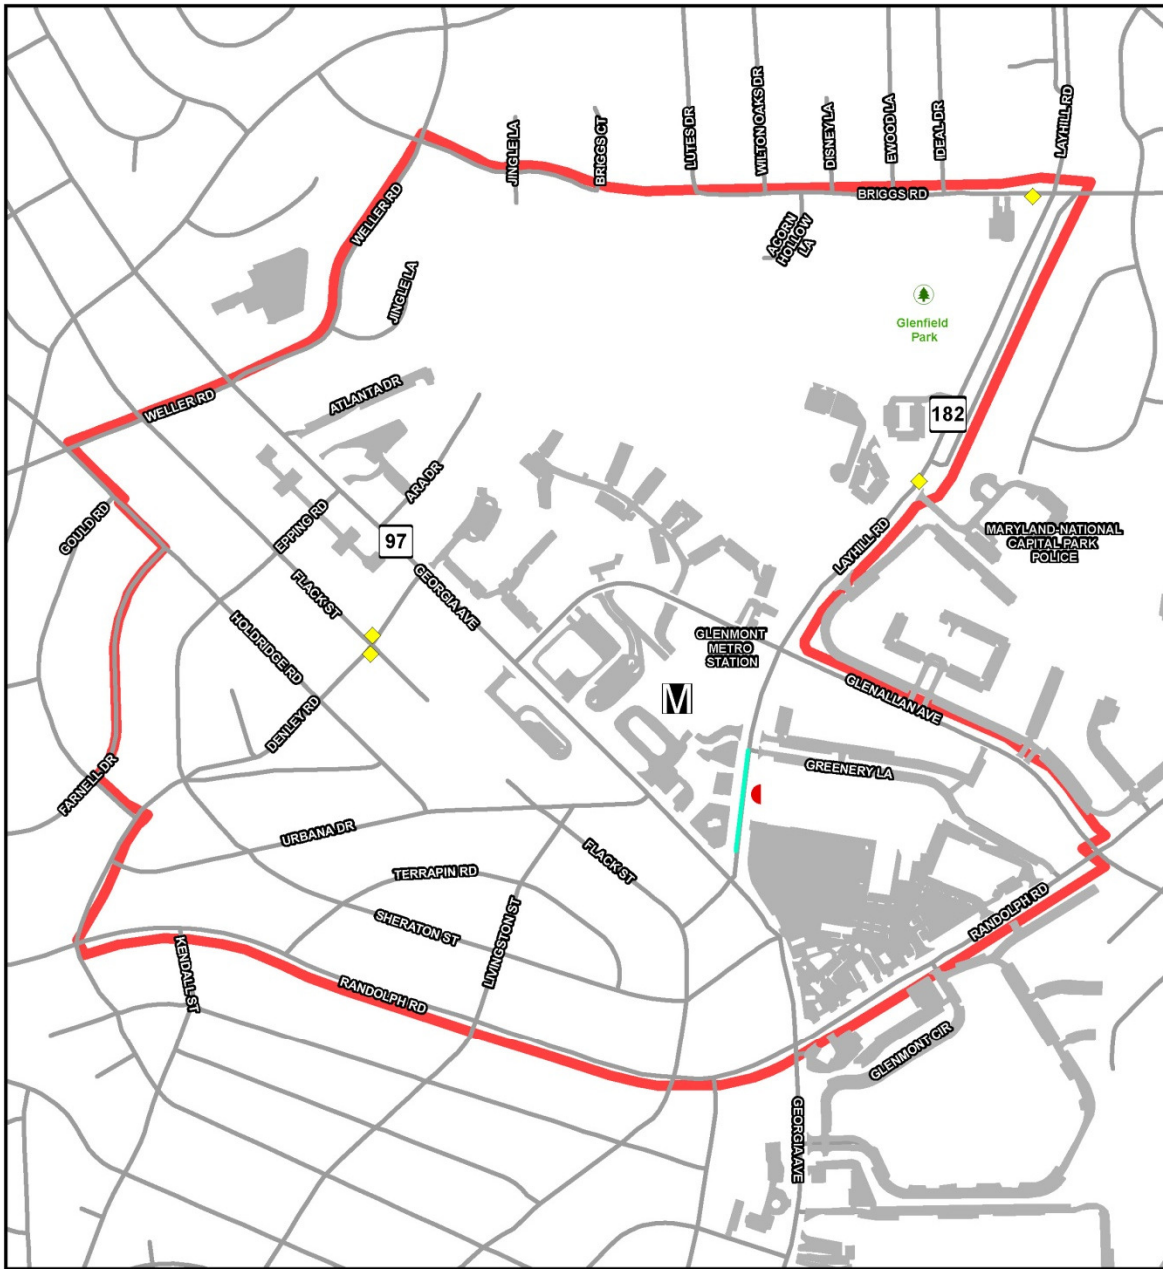 JINGLE LA
BRIGGS CT
LUTES DR
WILTON OAKS DR
DISNEY LA
EWOOD LA
IDEAL DR
LAYHILL RD
WELLER RD
BRIGGS RD
ACORN
HOLLOW
LA
JINGLE LA
Glenfield
Park
ATLANTA DR
WELLER RD
182
ARA DR
GOULD RD
EPPING RD
97
LAYHILL RD
MARYLAND-NATIONAL
CAPITAL PARK
POLICE
FLACK ST
GEORGIA AVE
HOLDRIDGE RD
GLENMONT
METRO
STATION
M
GLENALLAN AVE
DENLEY RD
FARNELL DR
GREENERY LA
URBANA DR
FLACK ST
TERRAPIN RD
SHERATON ST
LIVINGSTON ST
RANDOLPH RD
KENDALL ST
RANDOLPH RD
GLENMONT CIR
GEORGIA AVE